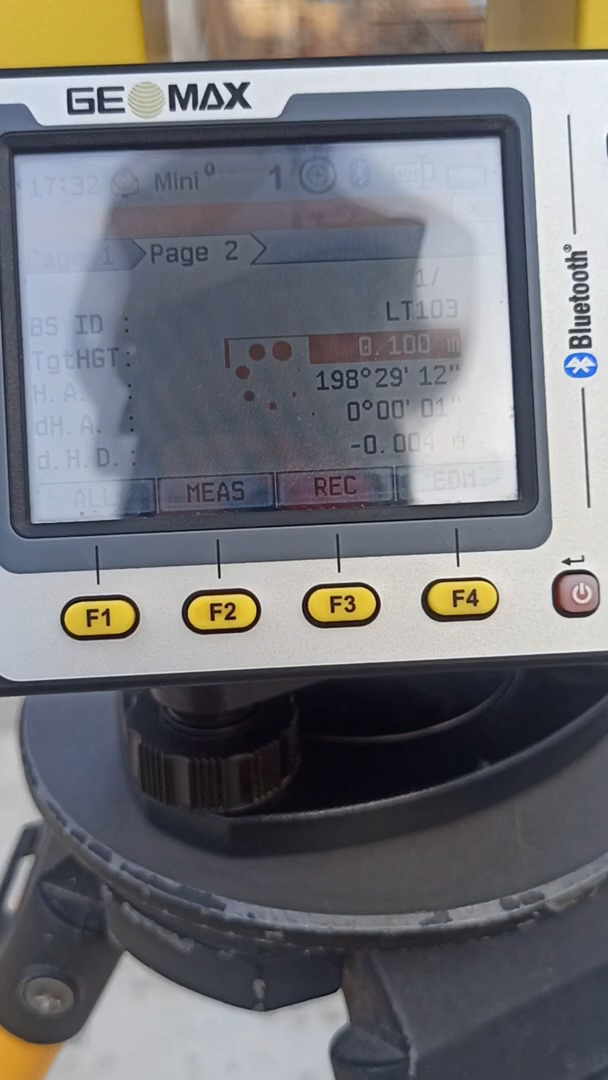 GEOMAX
17:32 Mini° 1 abc
Page 1 Page 2
1/
BS ID : LT103
TgtHGT: 0.100 m
H.A. : 198°29'12"
dH.A. : 0°00'01"
d.H.D.: -0.004 m
ALL MEAS REC EDM
F1 F2 F3 F4
Bluetooth®